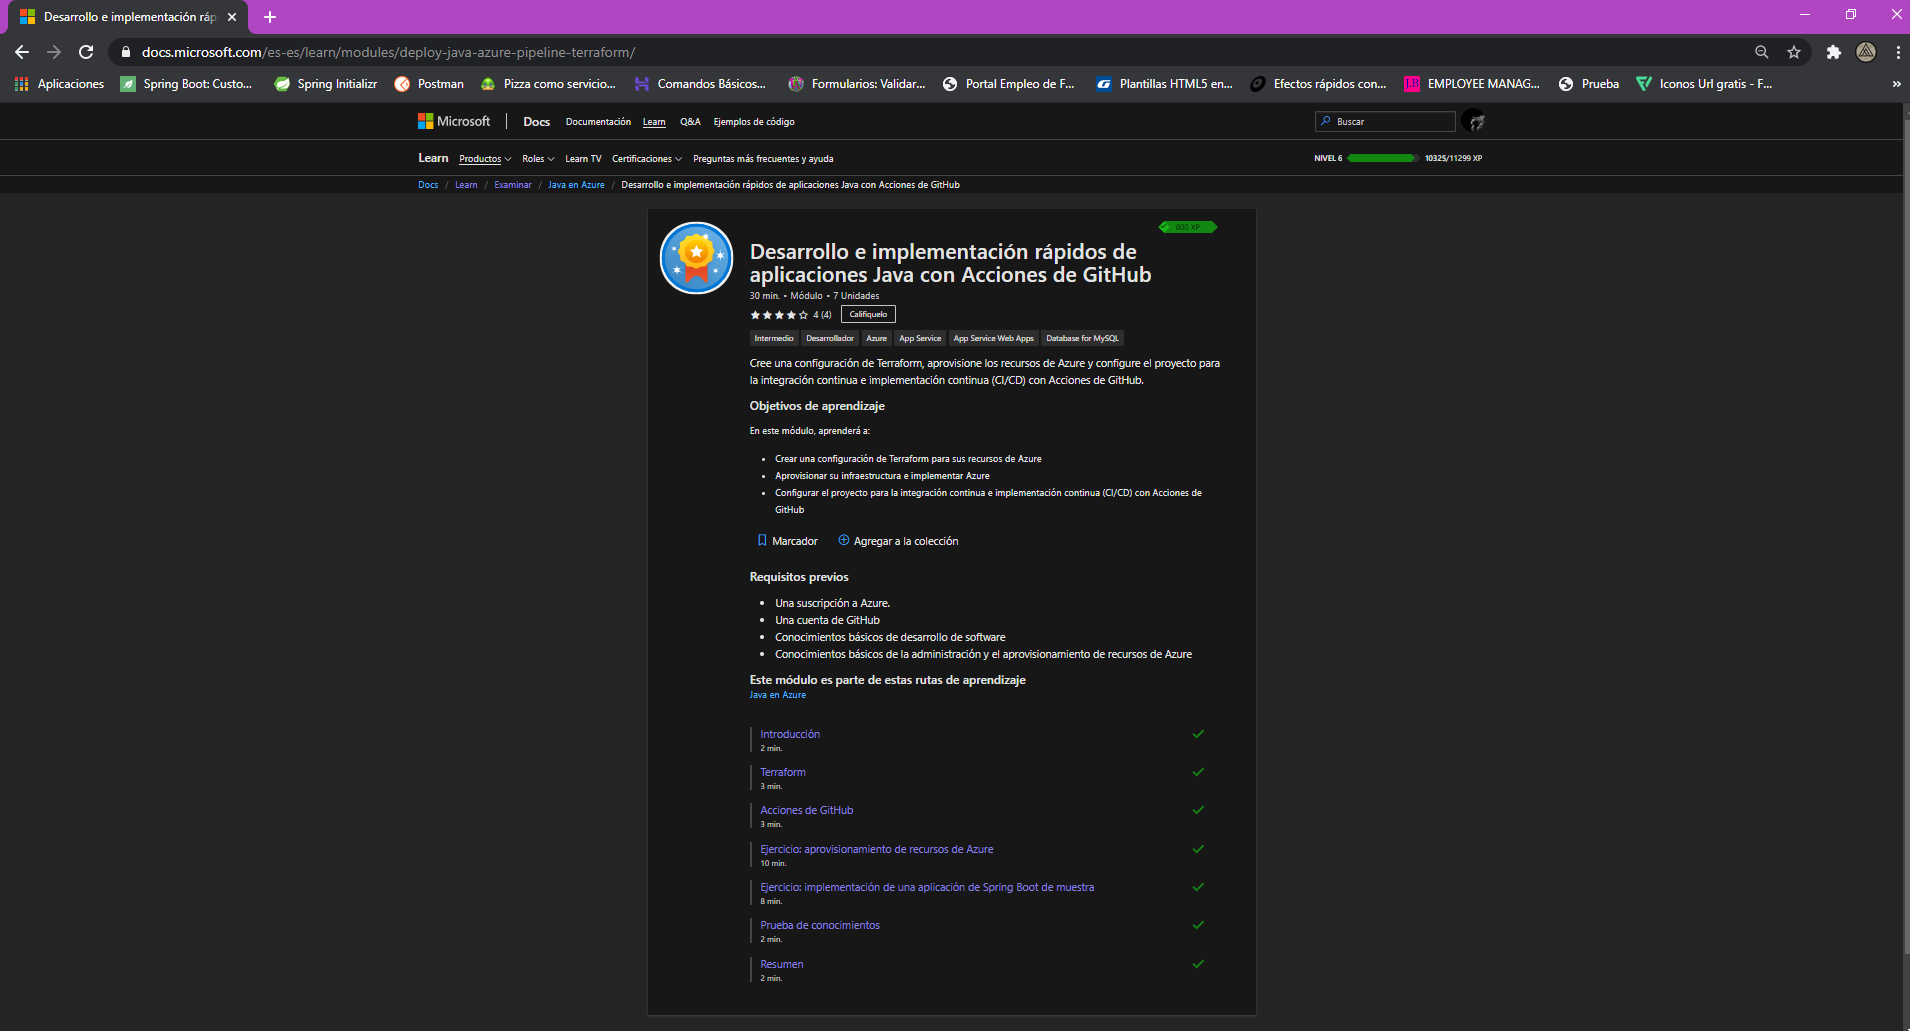 Desarrollo e implementación ráp
docs.microsoft.com/es-es/learn/modules/deploy-java-azure-pipeline-terraform/
Aplicaciones
Spring Boot: Custo...
Spring Initializr
Postman
Pizza como servicio...
Comandos Básicos...
Formularios: Validar...
Portal Empleo de F...
Plantillas HTML5 en...
Efectos rápidos con...
EMPLOYEE MANAG...
Prueba
Iconos Url gratis - F...
Microsoft
Docs
Documentación
Learn
Q&A
Ejemplos de código
Buscar
Learn
Productos
Roles
Learn TV
Certificaciones
Preguntas más frecuentes y ayuda
NIVEL 6
10325/11299 XP
Docs / Learn / Examinar / Java en Azure / Desarrollo e implementación rápidos de aplicaciones Java con Acciones de GitHub
800 XP
Desarrollo e implementación rápidos de
aplicaciones Java con Acciones de GitHub
30 min. • Módulo • 7 Unidades
4 (4)
Califíquelo
Intermedio
Desarrollador
Azure
App Service
App Service Web Apps
Database for MySQL
Cree una configuración de Terraform, aprovisione los recursos de Azure y configure el proyecto para
la integración continua e implementación continua (CI/CD) con Acciones de GitHub.
Objetivos de aprendizaje
En este módulo, aprenderá a:
• Crear una configuración de Terraform para sus recursos de Azure
• Aprovisionar su infraestructura e implementar Azure
• Configurar el proyecto para la integración continua e implementación continua (CI/CD) con Acciones de
GitHub
Marcador
Agregar a la colección
Requisitos previos
• Una suscripción a Azure.
• Una cuenta de GitHub
• Conocimientos básicos de desarrollo de software
• Conocimientos básicos de la administración y el aprovisionamiento de recursos de Azure
Este módulo es parte de estas rutas de aprendizaje
Java en Azure
Introducción
2 min.
Terraform
3 min.
Acciones de GitHub
3 min.
Ejercicio: aprovisionamiento de recursos de Azure
10 min.
Ejercicio: implementación de una aplicación de Spring Boot de muestra
8 min.
Prueba de conocimientos
2 min.
Resumen
2 min.